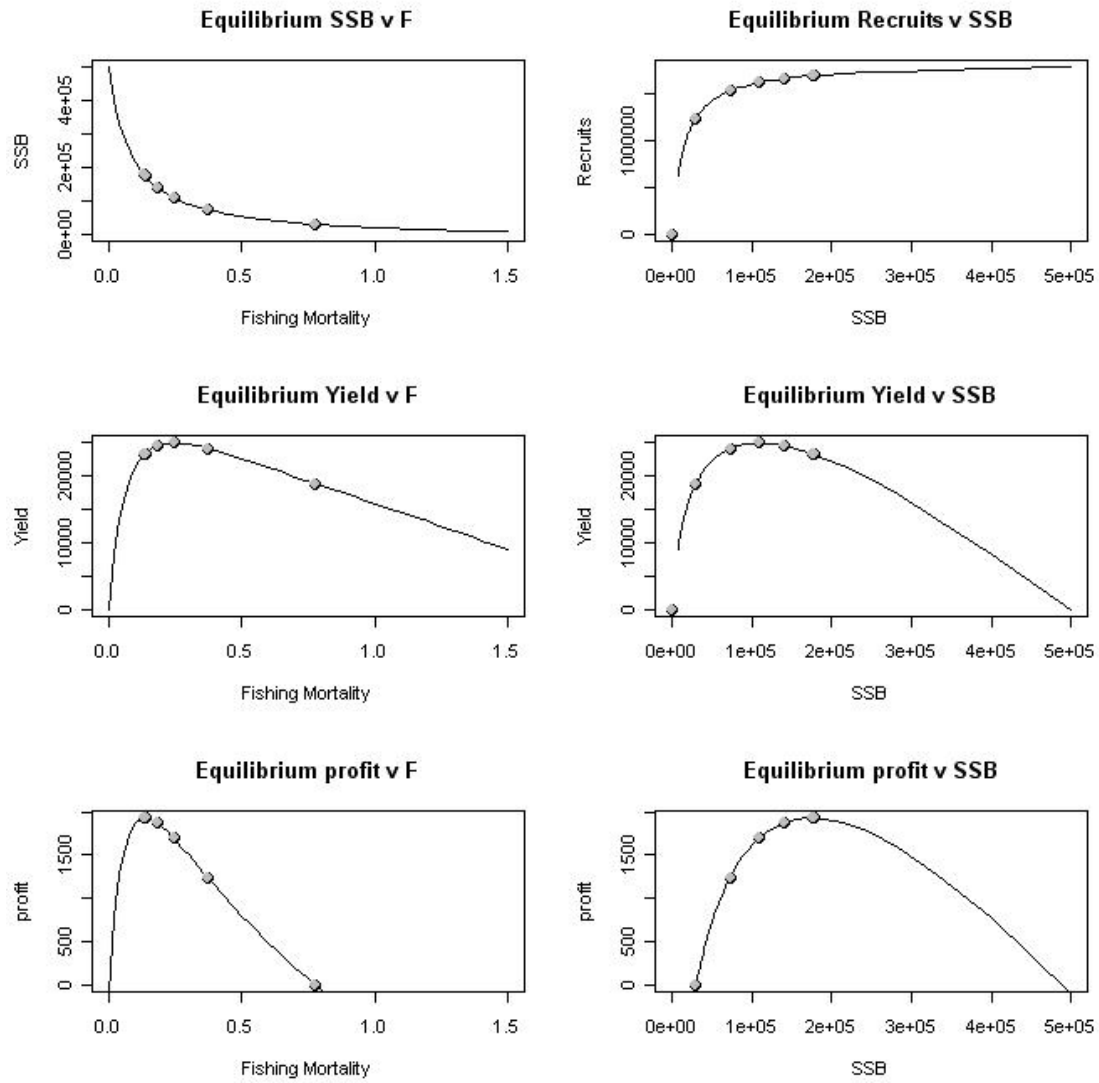 Equilibrium SSB v F
SSB
4e+05
2e+05
0e+00
0.0 0.5 1.0 1.5
Fishing Mortality
Equilibrium Recruits v SSB
Recruits
1000000
0
0e+00 1e+05 2e+05 3e+05 4e+05 5e+05
SSB
Equilibrium Yield v F
Yield
20000
10000
0
0.0 0.5 1.0 1.5
Fishing Mortality
Equilibrium Yield v SSB
Yield
20000
10000
0
0e+00 1e+05 2e+05 3e+05 4e+05 5e+05
SSB
Equilibrium profit v F
profit
1500
500
0
0.0 0.5 1.0 1.5
Fishing Mortality
Equilibrium profit v SSB
profit
1500
500
0
0e+00 1e+05 2e+05 3e+05 4e+05 5e+05
SSB